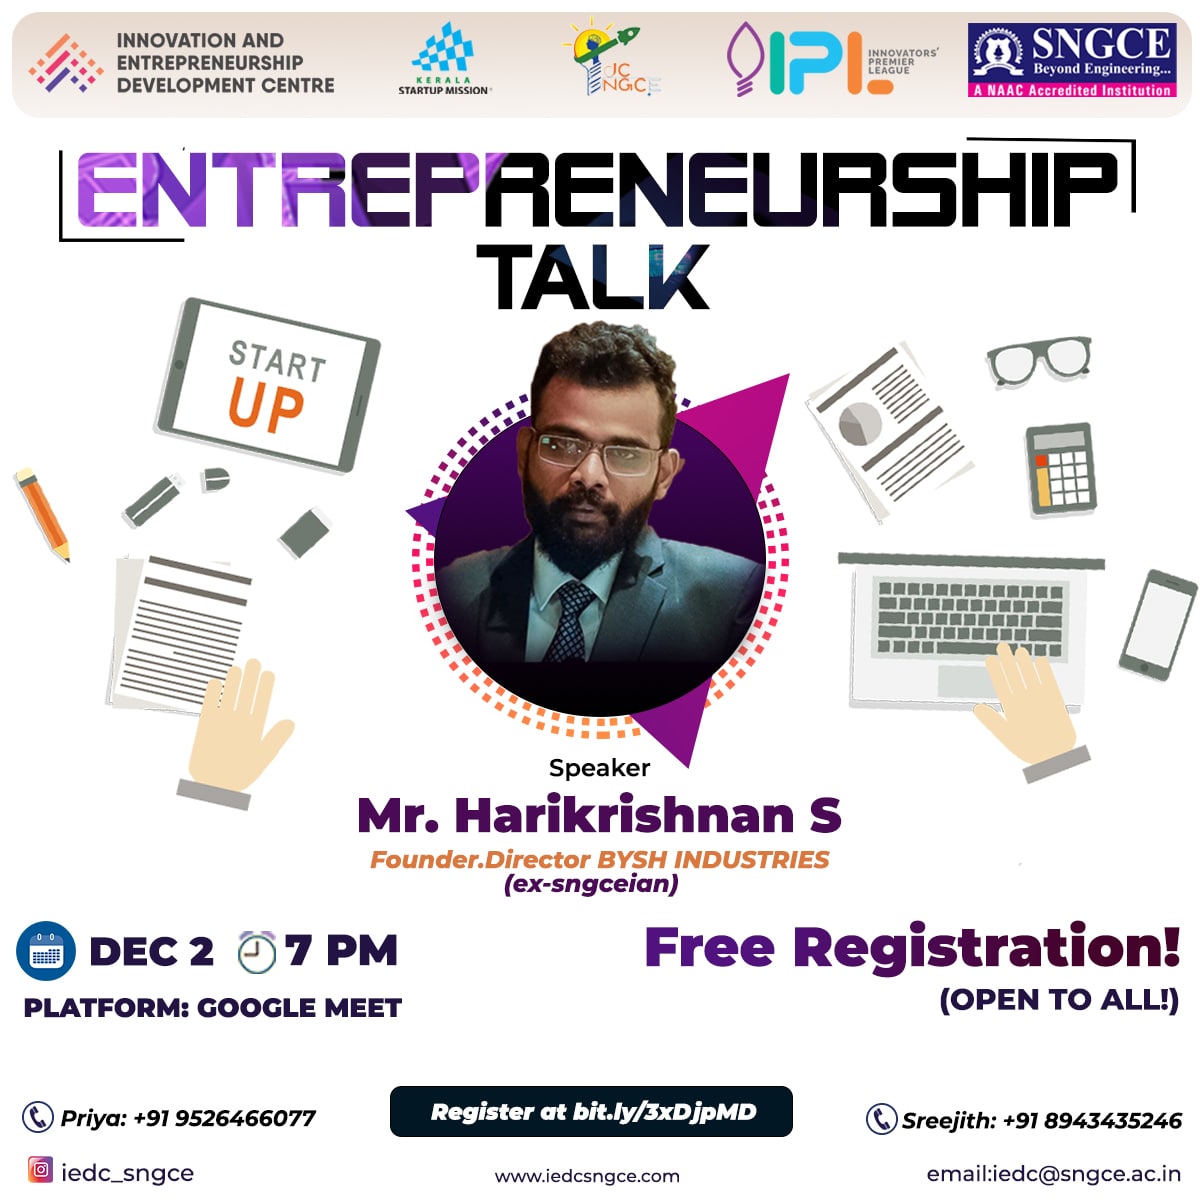 INNOVATION AND
ENTREPRENEURSHIP
DEVELOPMENT CENTRE
KERALA
STARTUP MISSION
IPL
INNOVATORS'
PREMIER
LEAGUE
SNGCE
Beyond Engineering...
A NAAC Accredited Institution
ENTREPRENEURSHIP
TALK
START
UP
Speaker
Mr. Harikrishnan S
Founder.Director BYSH INDUSTRIES
(ex-sngceian)
DEC 2 7 PM
PLATFORM: GOOGLE MEET
Free Registration!
(OPEN TO ALL!)
Priya: +91 9526466077
Register at bit.ly/3xDjpMD
Sreejith: +91 8943435246
iedc_sngce
www.iedcsngce.com
email:iedc@sngce.ac.in